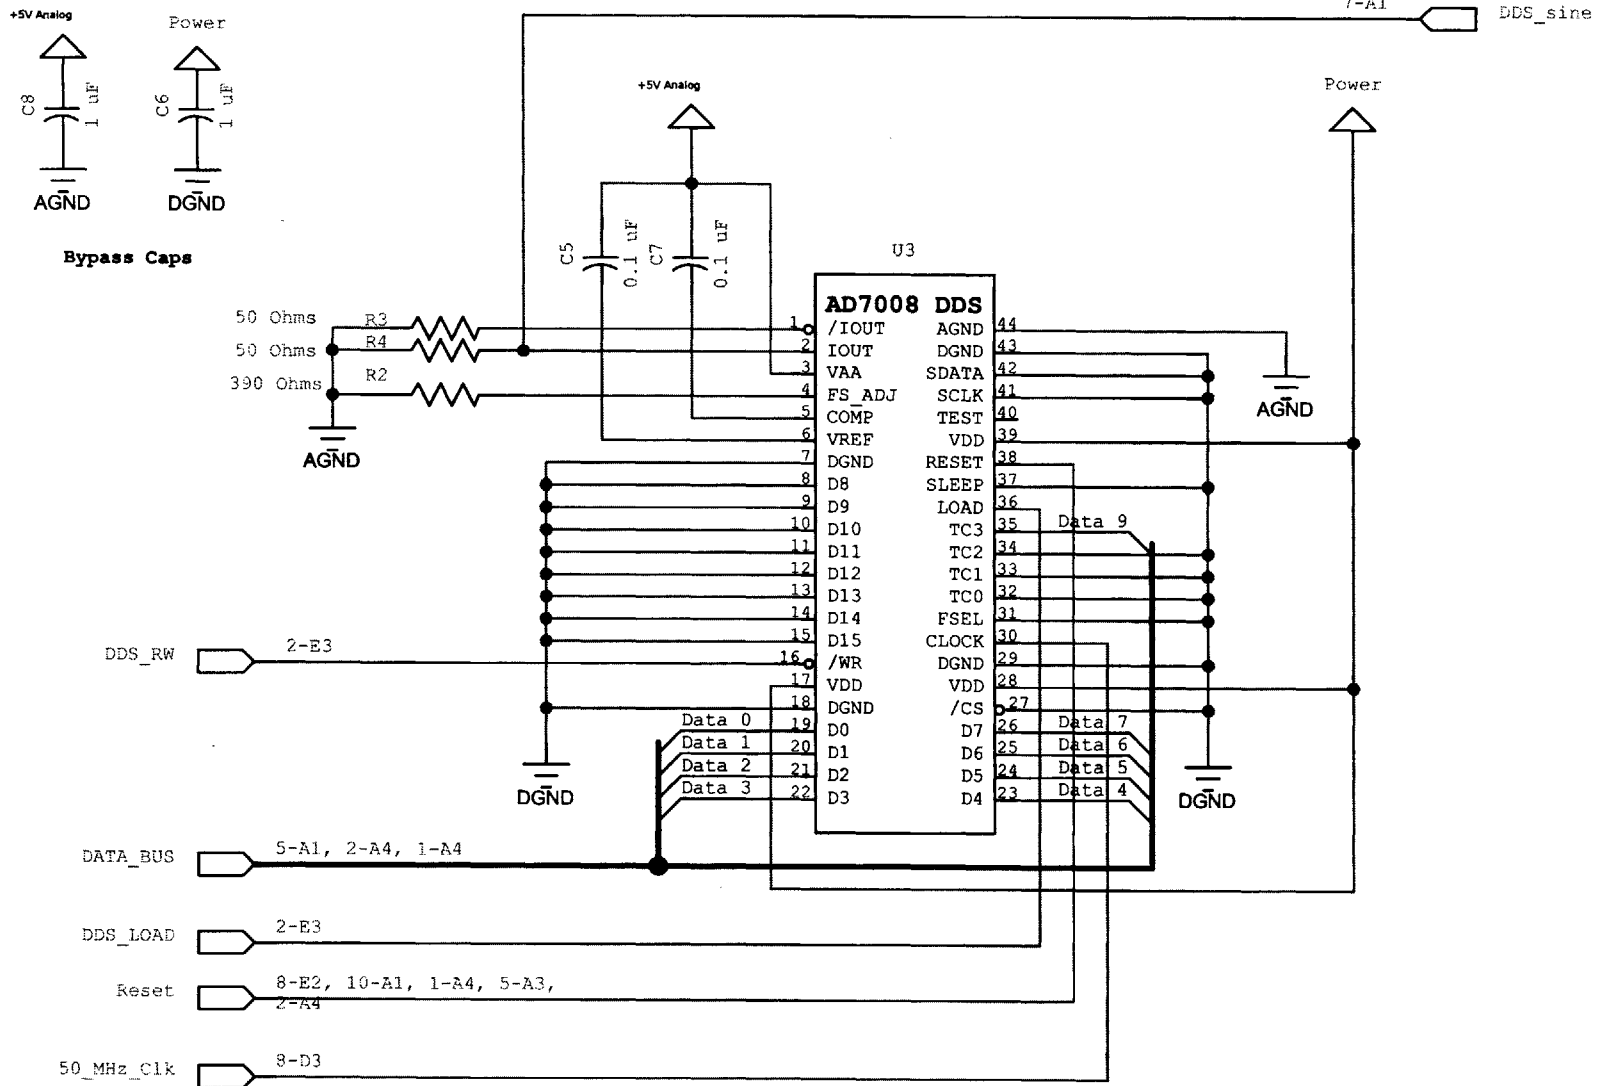 +5V Analog
Power
7-A1
DDS_sine
C8
1 uF
C6
1 uF
+5V Analog
Power
AGND
DGND
Bypass Caps
C5
0.1 uF
C7
0.1 uF
U3
AD7008 DDS
50 Ohms
R3
1
/IOUT
AGND
44
50 Ohms
R4
2
IOUT
DGND
43
3
VAA
SDATA
42
390 Ohms
R2
4
FS_ADJ
SCLK
41
AGND
5
COMP
TEST
40
6
VREF
VDD
39
AGND
7
DGND
RESET
38
8
D8
SLEEP
37
9
D9
LOAD
36
10
D10
TC3
35
Data 9
11
D11
TC2
34
12
D12
TC1
33
13
D13
TC0
32
14
D14
FSEL
31
15
D15
CLOCK
30
DDS_RW
2-E3
16
/WR
DGND
29
17
VDD
VDD
28
18
DGND
/CS
27
Data 0
19
D0
D7
26
Data 7
Data 1
20
D1
D6
25
Data 6
Data 2
21
D2
D5
24
Data 5
Data 3
22
D3
D4
23
Data 4
DGND
DGND
DATA_BUS
5-A1, 2-A4, 1-A4
DDS_LOAD
2-E3
Reset
8-E2, 10-A1, 1-A4, 5-A3,
2-A4
50_MHz_Clk
8-D3